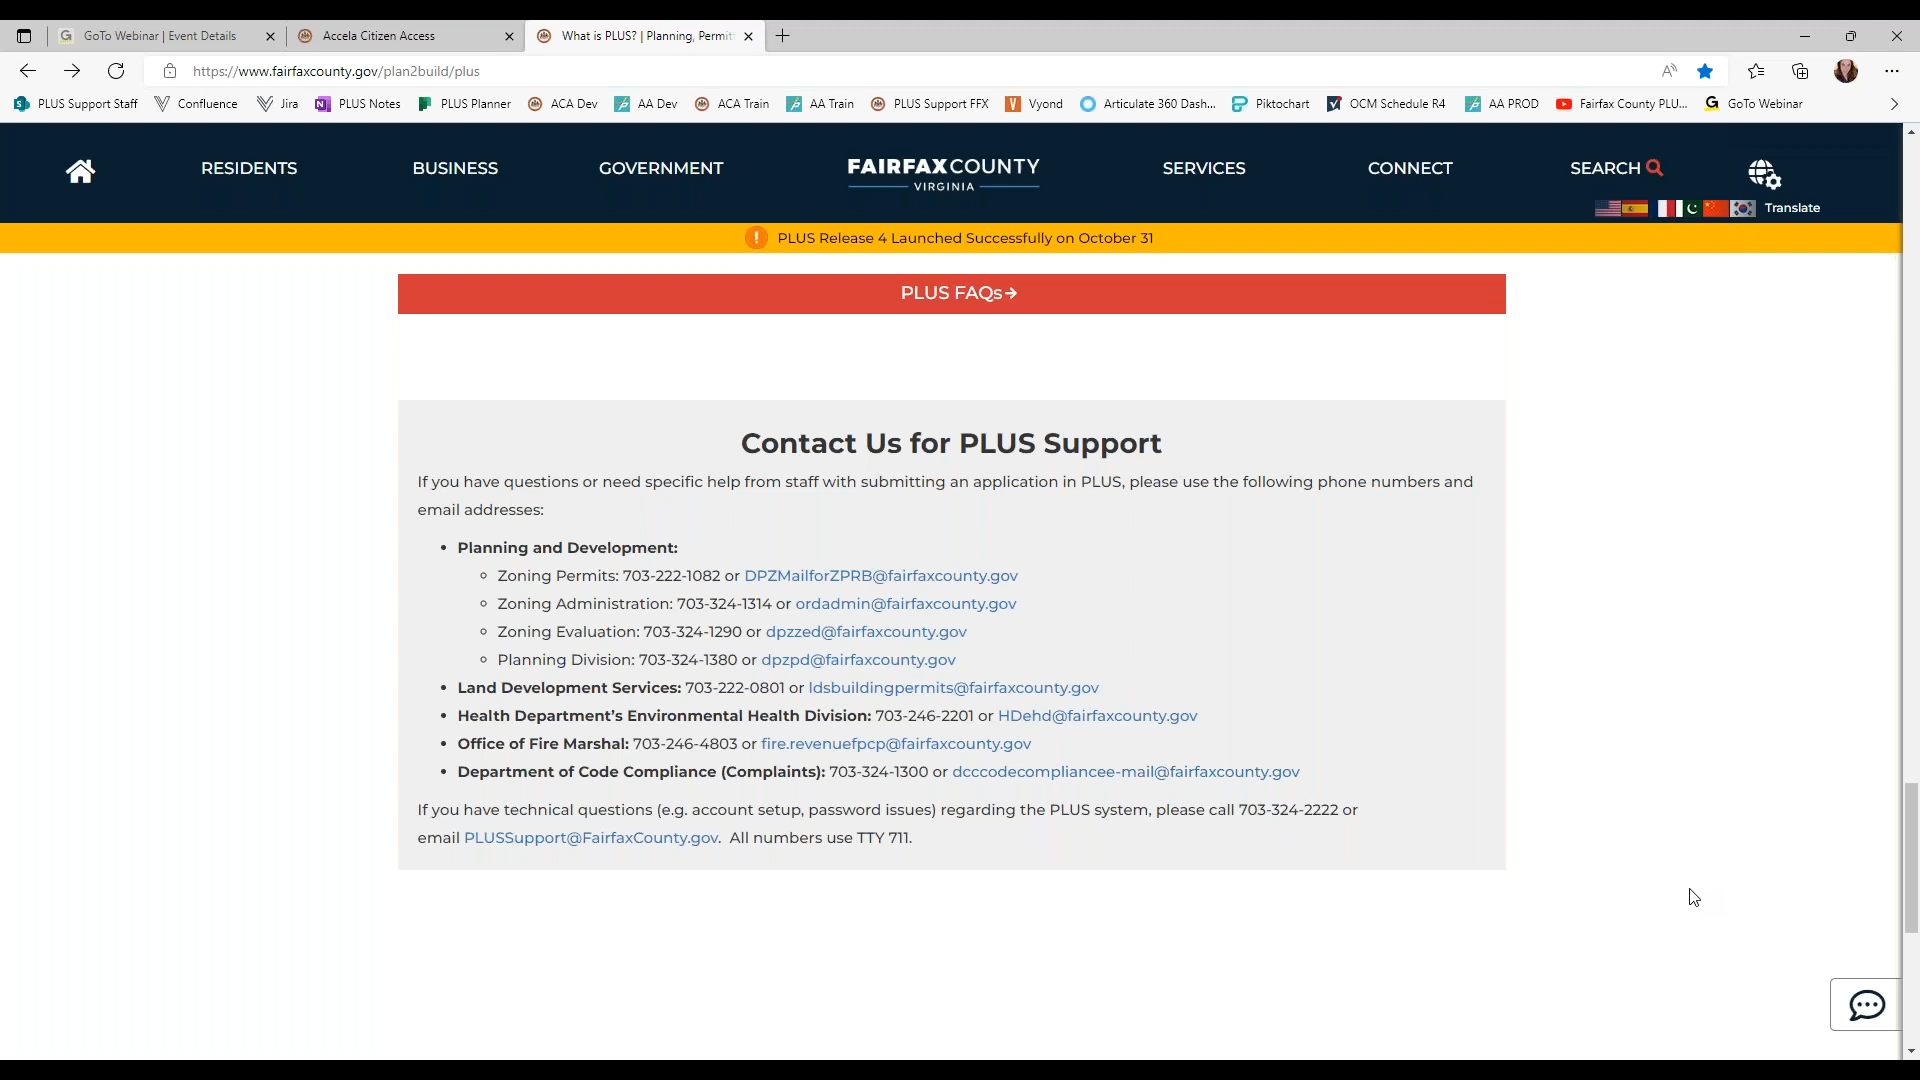 GoTo Webinar | Event Details
Accela Citizen Access
What is PLUS? | Planning, Permit
https://www.fairfaxcounty.gov/plan2build/plus
PLUS Support Staff Confluence Jira PLUS Notes PLUS Planner ACA Dev AA Dev ACA Train AA Train PLUS Support FFX Vyond Articulate 360 Dash... Piktochart OCM Schedule R4 AA PROD Fairfax County PLU... GoTo Webinar
RESIDENTS BUSINESS GOVERNMENT FAIRFAXCOUNTY SERVICES CONNECT SEARCH
VIRGINIA
Translate
PLUS Release 4 Launched Successfully on October 31
PLUS FAQs→
Contact Us for PLUS Support
If you have questions or need specific help from staff with submitting an application in PLUS, please use the following phone numbers and
email addresses:
• Planning and Development:
◦ Zoning Permits: 703-222-1082 or DPZMailforZPRB@fairfaxcounty.gov
◦ Zoning Administration: 703-324-1314 or ordadmin@fairfaxcounty.gov
◦ Zoning Evaluation: 703-324-1290 or dpzzed@fairfaxcounty.gov
◦ Planning Division: 703-324-1380 or dpzpd@fairfaxcounty.gov
• Land Development Services: 703-222-0801 or ldsbuildingpermits@fairfaxcounty.gov
• Health Department’s Environmental Health Division: 703-246-2201 or HDehd@fairfaxcounty.gov
• Office of Fire Marshal: 703-246-4803 or fire.revenuefpcp@fairfaxcounty.gov
• Department of Code Compliance (Complaints): 703-324-1300 or dcccodecompliancee-mail@fairfaxcounty.gov
If you have technical questions (e.g. account setup, password issues) regarding the PLUS system, please call 703-324-2222 or
email PLUSSupport@FairfaxCounty.gov. All numbers use TTY 711.